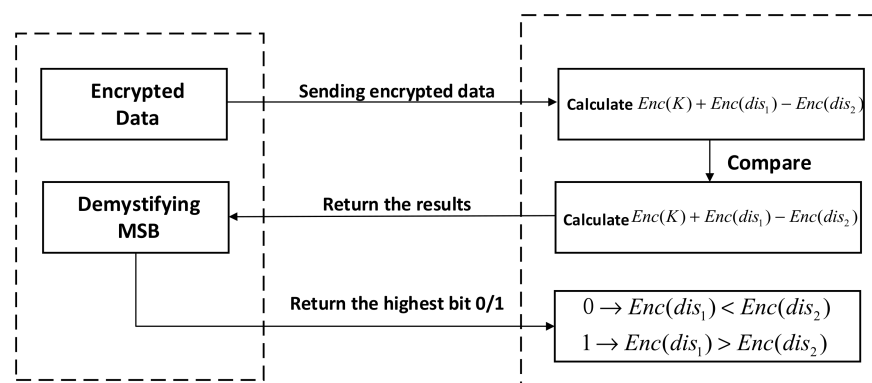 Encrypted
Data
Sending encrypted data
Calculate Enc(K) + Enc(dis₁) − Enc(dis₂)
Compare
Demystifying
MSB
Return the results
Calculate Enc(K) + Enc(dis₁) − Enc(dis₂)
Return the highest bit 0/1
0 → Enc(dis₁) < Enc(dis₂)
1 → Enc(dis₁) > Enc(dis₂)